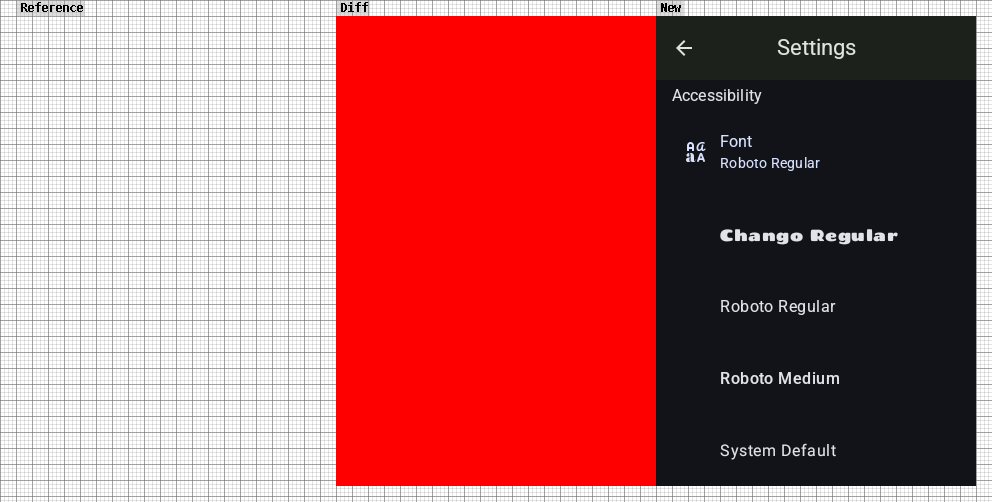 Reference
Diff
New
Settings
Accessibility
Font
Roboto Regular
Chango Regular
Roboto Regular
Roboto Medium
System Default